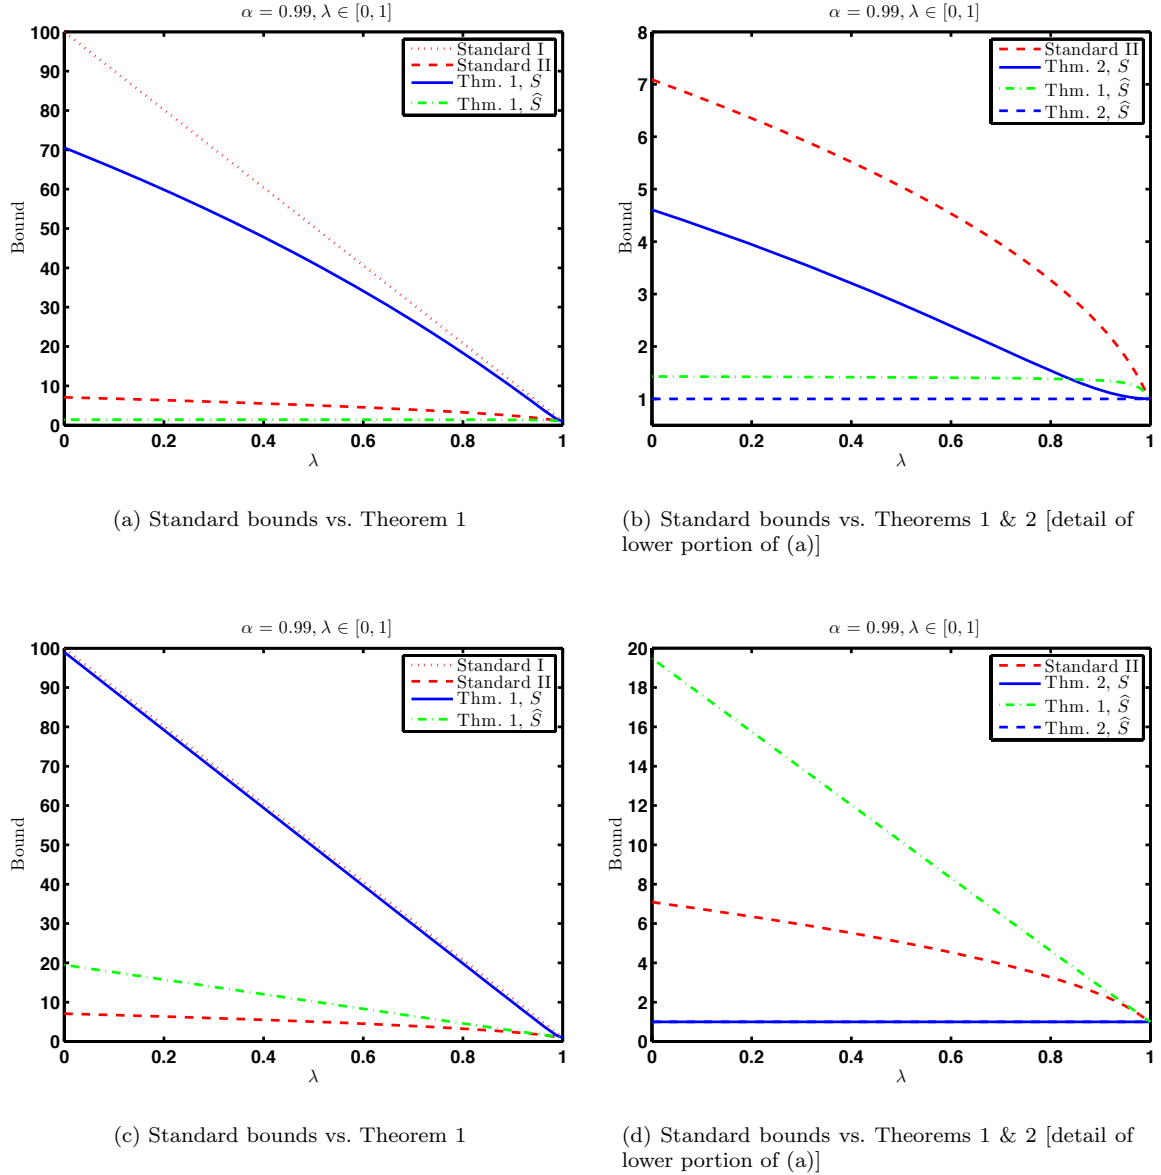 α = 0.99, λ ∈ [0, 1]
100
90
80
70
60
50
40
30
20
10
0
Bound
0 0.2 0.4 0.6 0.8 1
λ
Standard I
Standard II
Thm. 1, S
Thm. 1, Ŝ
(a) Standard bounds vs. Theorem 1
α = 0.99, λ ∈ [0, 1]
8
7
6
5
4
3
2
1
Bound
0 0.2 0.4 0.6 0.8 1
λ
Standard II
Thm. 2, S
Thm. 1, Ŝ
Thm. 2, Ŝ
(b) Standard bounds vs. Theorems 1 & 2 [detail of
lower portion of (a)]
α = 0.99, λ ∈ [0, 1]
100
90
80
70
60
50
40
30
20
10
0
Bound
0 0.2 0.4 0.6 0.8 1
λ
Standard I
Standard II
Thm. 1, S
Thm. 1, Ŝ
(c) Standard bounds vs. Theorem 1
α = 0.99, λ ∈ [0, 1]
20
18
16
14
12
10
8
6
4
2
0
Bound
0 0.2 0.4 0.6 0.8 1
λ
Standard II
Thm. 2, S
Thm. 1, Ŝ
Thm. 2, Ŝ
(d) Standard bounds vs. Theorems 1 & 2 [detail of
lower portion of (a)]